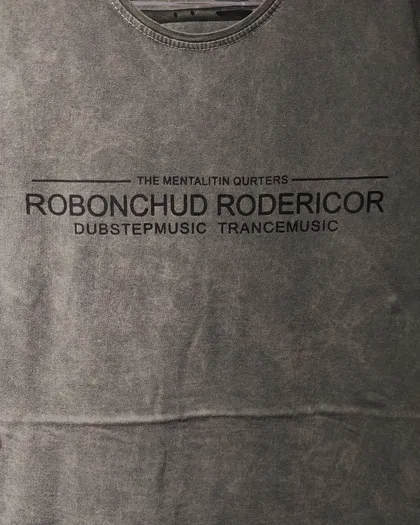 THE MENTALITIN QURTERS
ROBONCHUD RODERICOR
DUBSTEPMUSIC TRANCEMUSIC